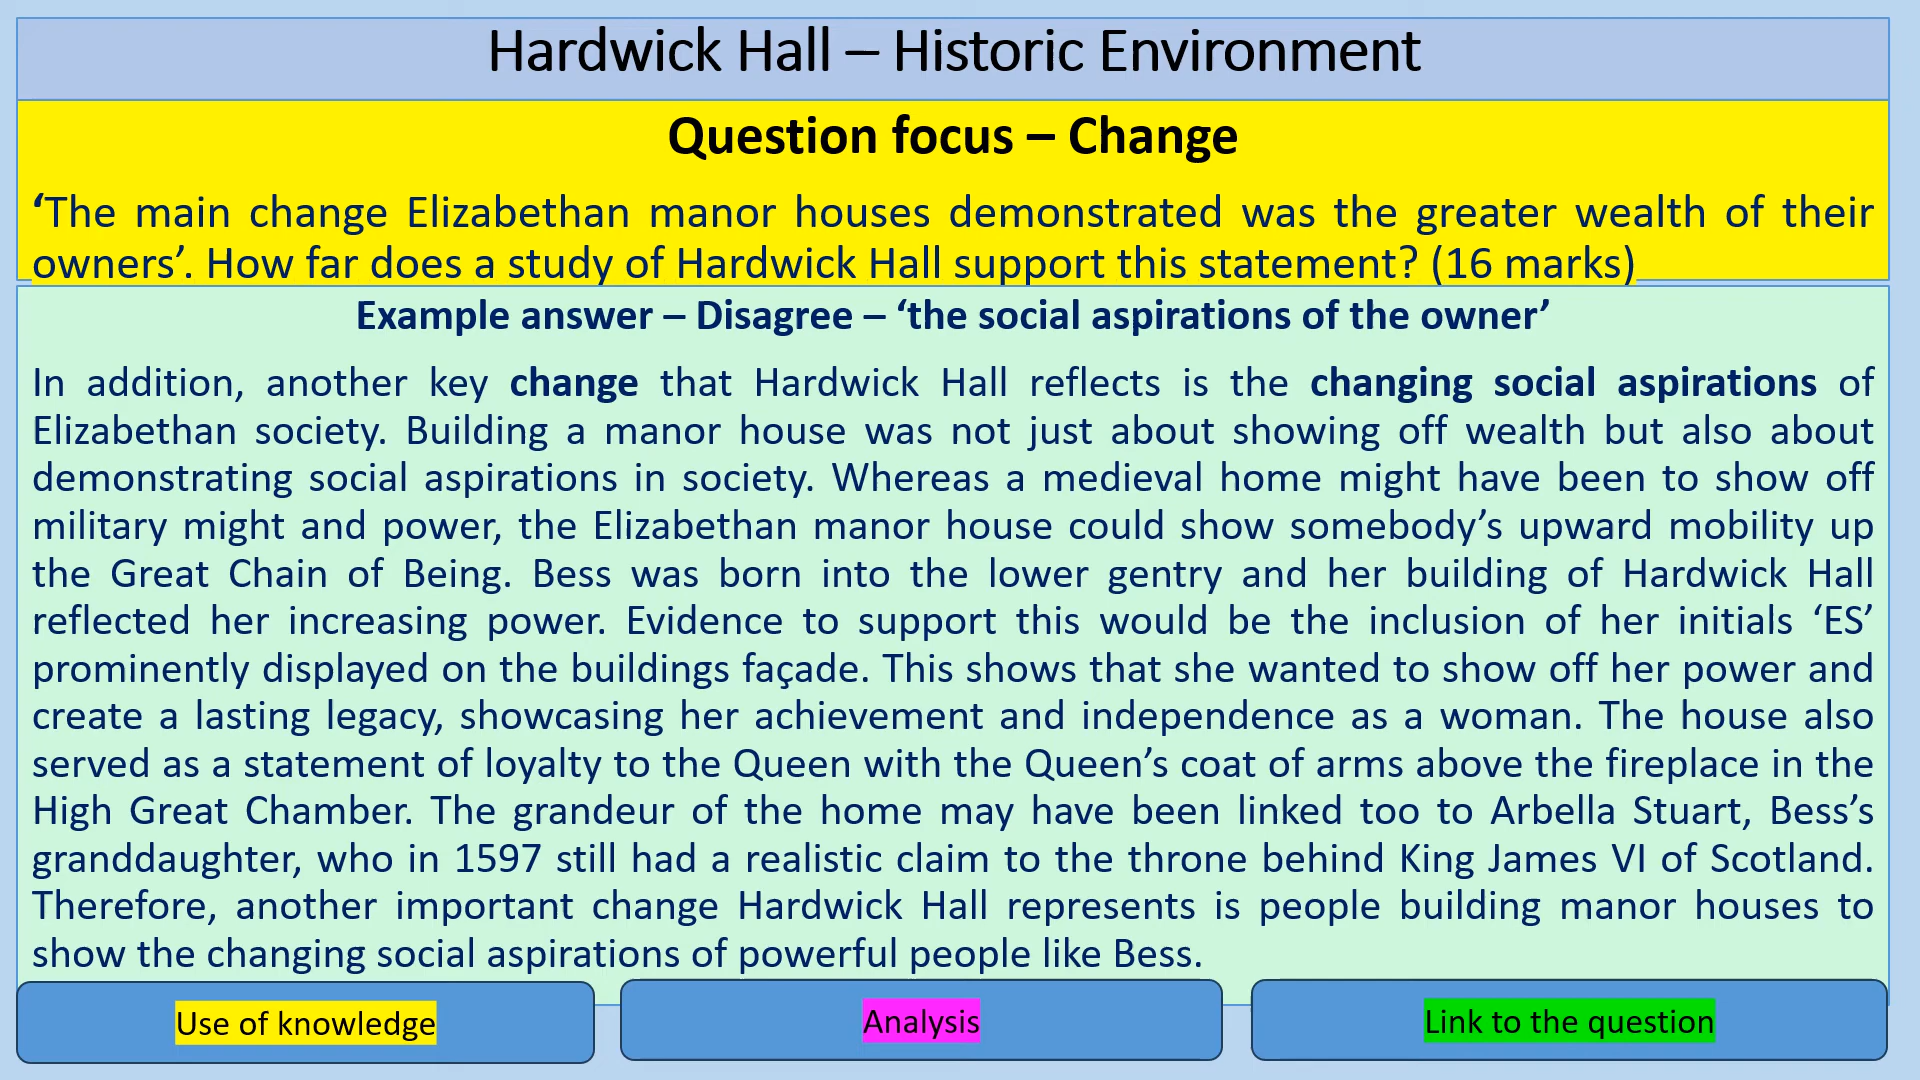 Hardwick Hall – Historic Environment
Question focus – Change
‘The main change Elizabethan manor houses demonstrated was the greater wealth of their
owners’. How far does a study of Hardwick Hall support this statement? (16 marks)
Example answer – Disagree – ‘the social aspirations of the owner’
In addition, another key change that Hardwick Hall reflects is the changing social aspirations of
Elizabethan society. Building a manor house was not just about showing off wealth but also about
demonstrating social aspirations in society. Whereas a medieval home might have been to show off
military might and power, the Elizabethan manor house could show somebody’s upward mobility up
the Great Chain of Being. Bess was born into the lower gentry and her building of Hardwick Hall
reflected her increasing power. Evidence to support this would be the inclusion of her initials ‘ES’
prominently displayed on the buildings façade. This shows that she wanted to show off her power and
create a lasting legacy, showcasing her achievement and independence as a woman. The house also
served as a statement of loyalty to the Queen with the Queen’s coat of arms above the fireplace in the
High Great Chamber. The grandeur of the home may have been linked too to Arbella Stuart, Bess’s
granddaughter, who in 1597 still had a realistic claim to the throne behind King James VI of Scotland.
Therefore, another important change Hardwick Hall represents is people building manor houses to
show the changing social aspirations of powerful people like Bess.
Use of knowledge
Analysis
Link to the question